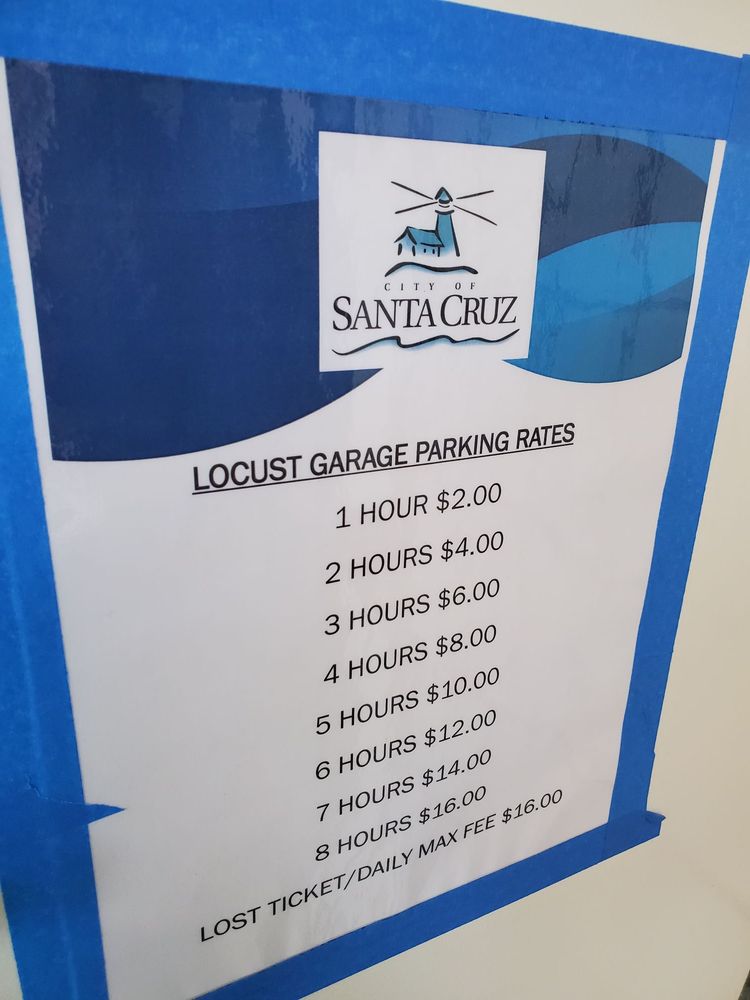 CITY OF
SANTA CRUZ
LOCUST GARAGE PARKING RATES
1 HOUR $2.00
2 HOURS $4.00
3 HOURS $6.00
4 HOURS $8.00
5 HOURS $10.00
6 HOURS $12.00
7 HOURS $14.00
8 HOURS $16.00
LOST TICKET/DAILY MAX FEE $16.00